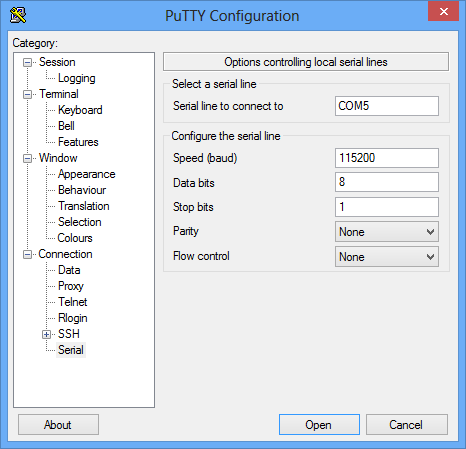 PuTTY Configuration
Category:
Session
Logging
Terminal
Keyboard
Bell
Features
Window
Appearance
Behaviour
Translation
Selection
Colours
Connection
Data
Proxy
Telnet
Rlogin
SSH
Serial
Options controlling local serial lines
Select a serial line
Serial line to connect to COM5
Configure the serial line
Speed (baud) 115200
Data bits 8
Stop bits 1
Parity None
Flow control None
About Open Cancel